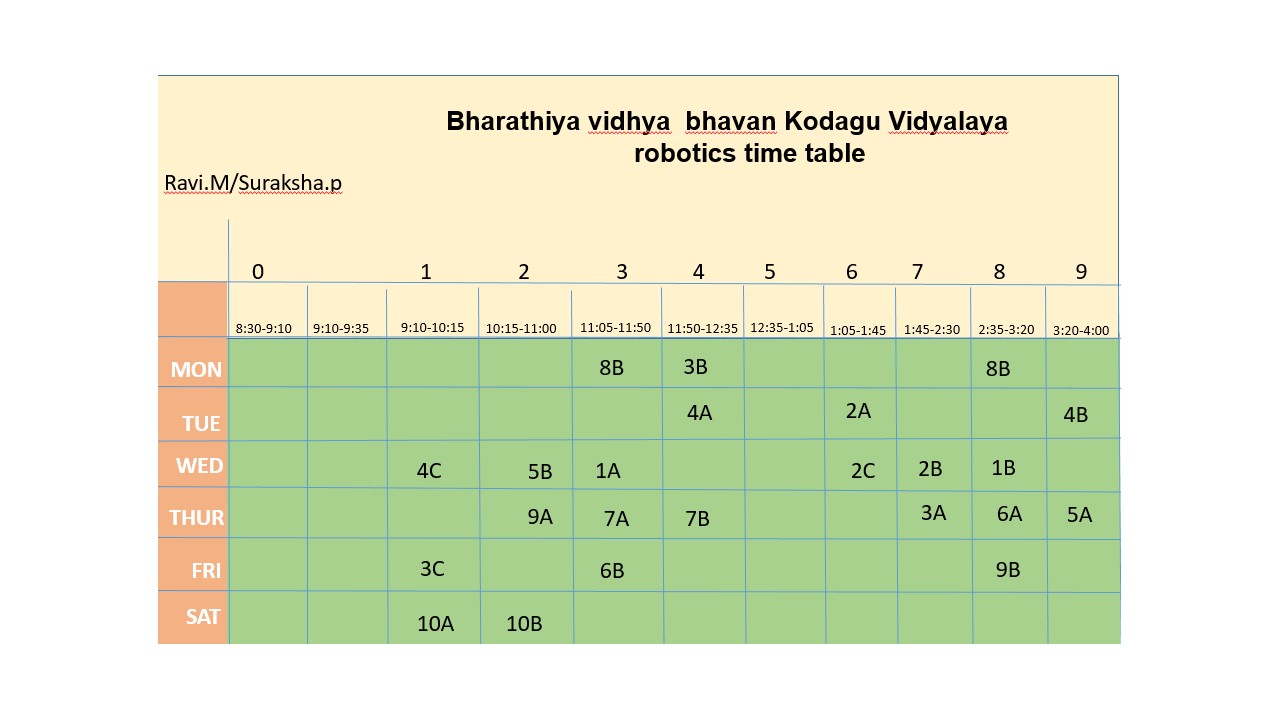 Bharathiya vidhya bhavan Kodagu Vidyalaya
robotics time table
Ravi.M/Suraksha.p
0 1 2 3 4 5 6 7 8 9
8:30-9:10 9:10-9:35 9:10-10:15 10:15-11:00 11:05-11:50 11:50-12:35 12:35-1:05 1:05-1:45 1:45-2:30 2:35-3:20 3:20-4:00
MON 8B 3B 8B
TUE 4A 2A 4B
WED 4C 5B 1A 2C 2B 1B
THUR 9A 7A 7B 3A 6A 5A
FRI 3C 6B 9B
SAT 10A 10B